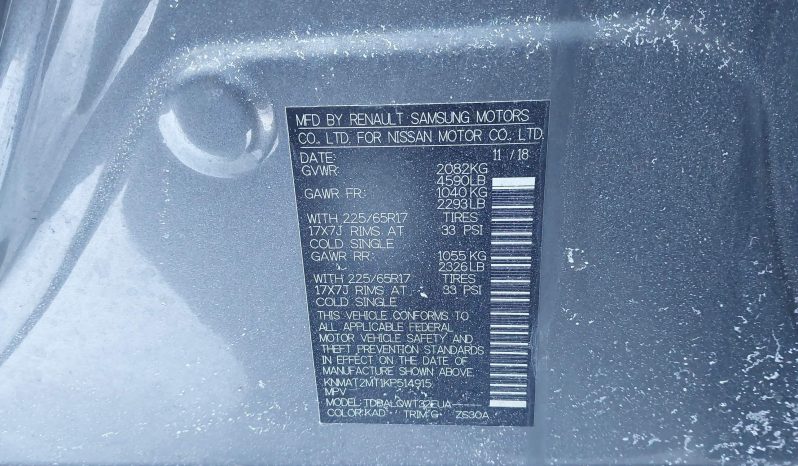 MFD BY RENAULT SAMSUNG MOTORS
CO., LTD. FOR NISSAN MOTOR CO., LTD.
DATE: 11 / 18
GVWR: 2082KG
4590LB
GAWR FR: 1040 KG
2293LB
WITH 225/65R17 TIRES
17X7J RIMS AT 33 PSI
COLD SINGLE
GAWR RR: 1055 KG
2326LB
WITH 225/65R17 TIRES
17X7J RIMS AT 33 PSI
COLD SINGLE
THIS VEHICLE CONFORMS TO
ALL APPLICABLE FEDERAL
MOTOR VEHICLE SAFETY AND
THEFT PREVENTION STANDARDS
IN EFFECT ON THE DATE OF
MANUFACTURE SHOWN ABOVE.
KNMAT2MT1KP514915
MPV
MODEL:
COLOR:KAD TRIM:G